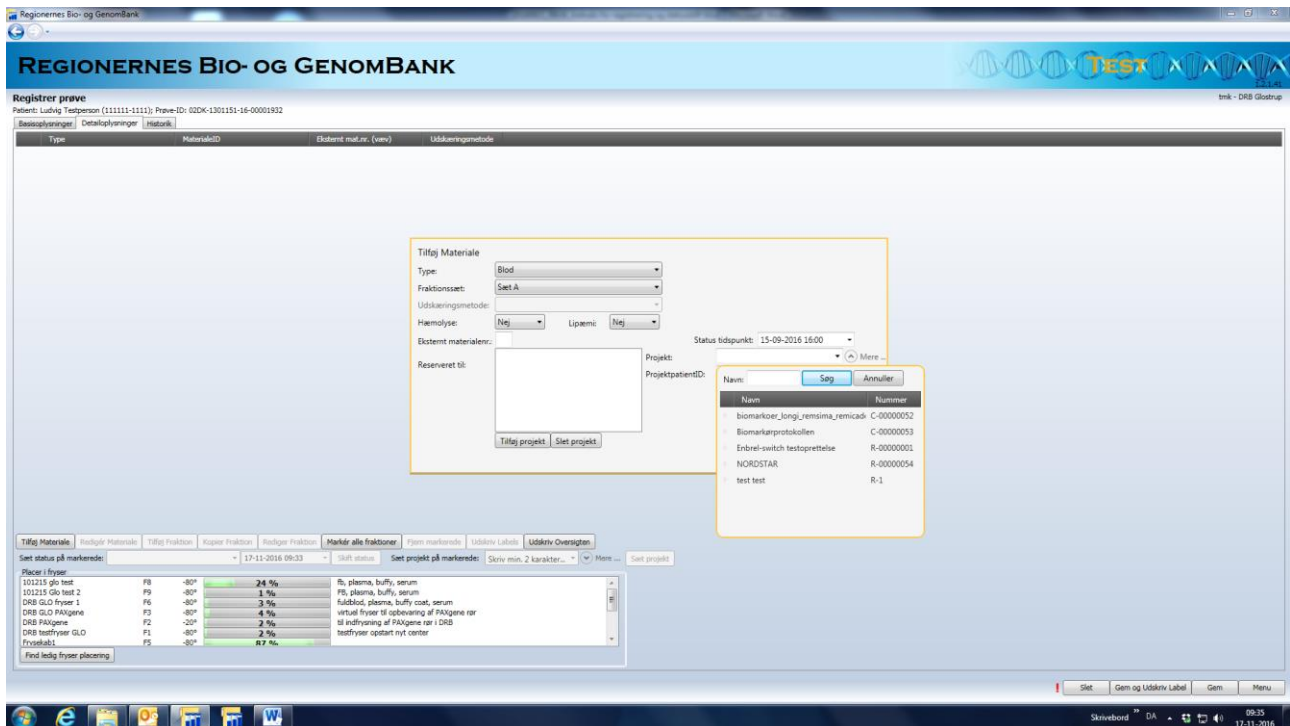 Regionernes Bio- og GenomBank
REGIONERNES BIO- OG GENOMBANK
TEST
1.2.1.41
Registrer prøve
tmk - DRB Glostrup
Patient: Ludvig Testperson (111111-1111); Prøve-ID: 02DK-1301151-16-00001932
Basisoplysninger Detailoplysninger Historik
Type MaterialeID Eksternt mat.nr. (væv) Udskæringsmetode
Tilføj Materiale
Type: Blod
Fraktionssæt: Sæt A
Udskæringsmetode:
Hæmolyse: Nej Lipæmi: Nej
Eksternt materialenr.: Status tidspunkt: 15-09-2016 16:00
Reserveret til: Projekt: Mere ...
ProjektpatientID:
Navn: Søg Annuller
Navn Nummer
biomarkoer_longi_remsima_remicad C-00000052
Biomarkørprotokollen C-00000053
Enbrel-switch testoprettelse R-00000001
NORDSTAR R-00000054
test test R-1
Tilføj projekt Slet projekt
Tilføj Materiale Redigér Materiale Tilføj Fraktion Kopier Fraktion Rediger Fraktion Markér alle fraktioner Fjern markerede Udskriv Labels Udskriv Oversigten
Sæt status på markerede: 17-11-2016 09:33 Skift status Sæt projekt på markerede: Skriv min. 2 karakter... Mere ... Sæt projekt
Placer i fryser
101215 glo test F8 -80° 24 % fb, plasma, buffy, serum
101215 Glo test 2 F9 -80° 1 % FB, plasma, buffy, serum
DRB GLO fryser 1 F6 -80° 3 % fuldblod, plasma, buffy coat, serum
DRB GLO PAXgene F3 -80° 4 % virtuel fryser til opbevaring af PAXgene rør
DRB PAXgene F2 -20° 2 % til indfrysning af PAXgene rør i DRB
DRB testfryser GLO F1 -80° 2 % testfryser opstart nyt center
Frysekab1 F5 -80° 87 %
Find ledig fryser placering
! Slet Gem og Udskriv Label Gem Menu
Skrivebord » DA 09:35
17-11-2016